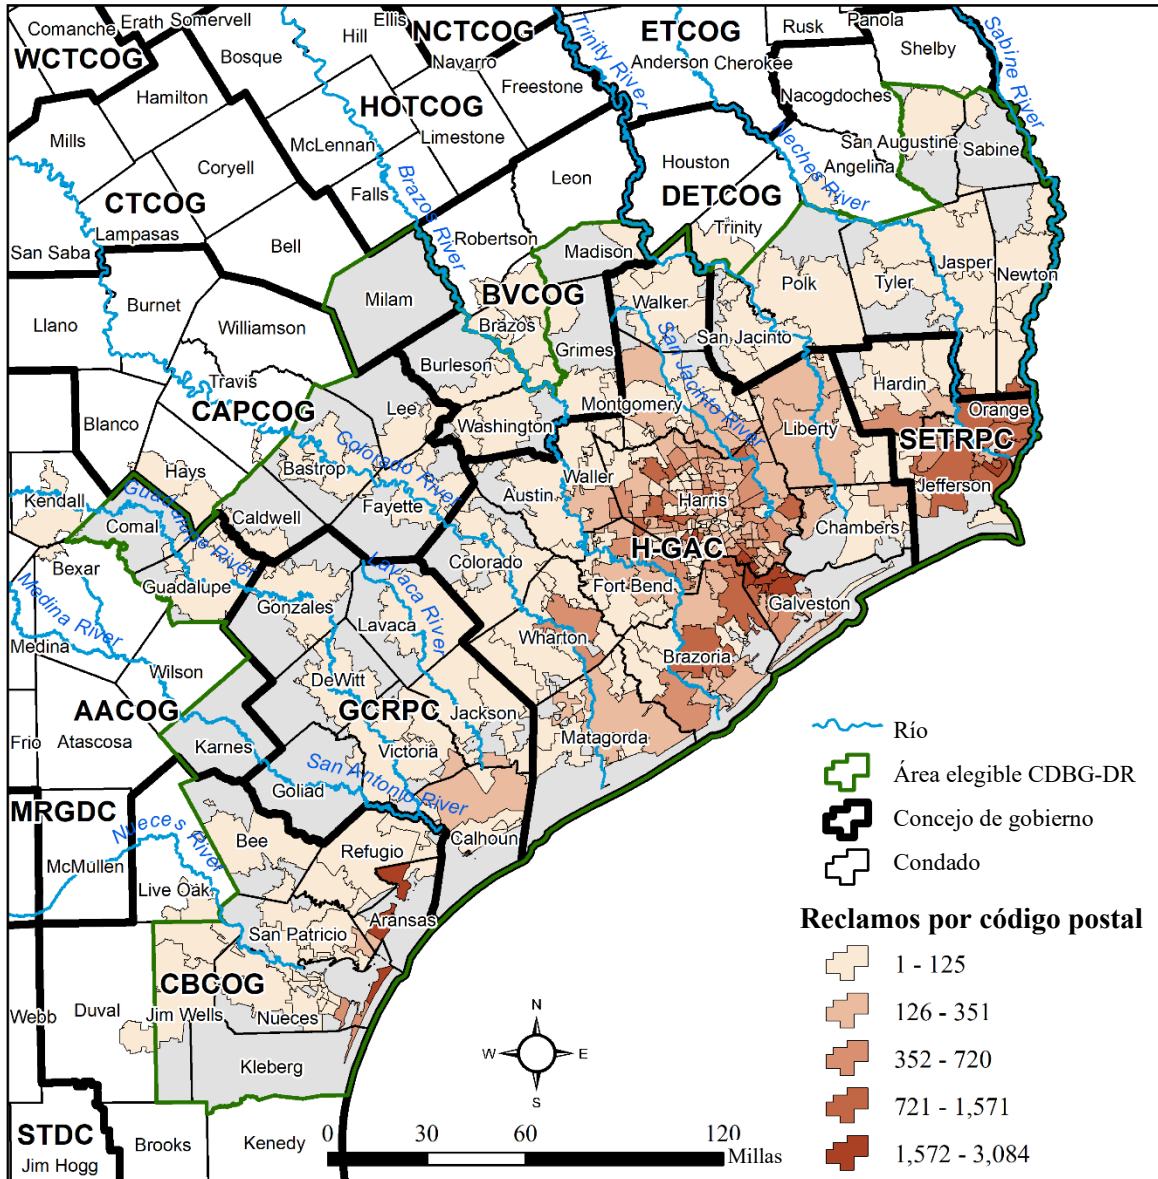 Comanche
Erath
Somervell
Bosque
Hill
Ellis
NCTCOG
Navarro
Trinity River
ETCOG
Anderson
Cherokee
Rusk
Panola
Shelby
Sabine River
WCTCOG
Hamilton
HOTCOG
Freestone
Nacogdoches
Mills
McLennan
Limestone
Neches River
San Augustine
Sabine
Coryell
Falls
Brazos River
Leon
Houston
Angelina
CTCOG
Lampasas
DETCOG
San Saba
Bell
Robertson
Madison
Trinity
Burnet
Milam
BVCOG
Walker
Polk
Tyler
Jasper
Newton
Llano
Williamson
Brazos
Grimes
San Jacinto
San Jacinto River
Burleson
Travis
Hardin
Blanco
CAPCOG
Lee
Washington
Montgomery
Liberty
Orange
SETRPC
Colorado River
Hays
Bastrop
Waller
Jefferson
Kendall
Guadalupe River
Fayette
Austin
Harris
Chambers
Comal
Caldwell
H-GAC
Bexar
Lavaca River
Colorado
Medina River
Guadalupe
Gonzales
Fort Bend
Galveston
Lavaca
Wharton
Medina
Wilson
DeWitt
Brazoria
AACOG
GCRPC
Jackson
Frio
Atascosa
Karnes
Victoria
Matagorda
San Antonio River
Goliad
MRGDC
Nueces River
Bee
Refugio
Calhoun
McMullen
Live Oak
Aransas
San Patricio
CBCOG
Webb
Duval
Jim Wells
Nueces
Kleberg
STDC
Jim Hogg
Brooks
Kenedy
Río
Área elegible CDBG-DR
Concejo de gobierno
Condado
Reclamos por código postal
1 - 125
126 - 351
352 - 720
721 - 1,571
1,572 - 3,084
N
W
E
S
0 30 60 120
Millas